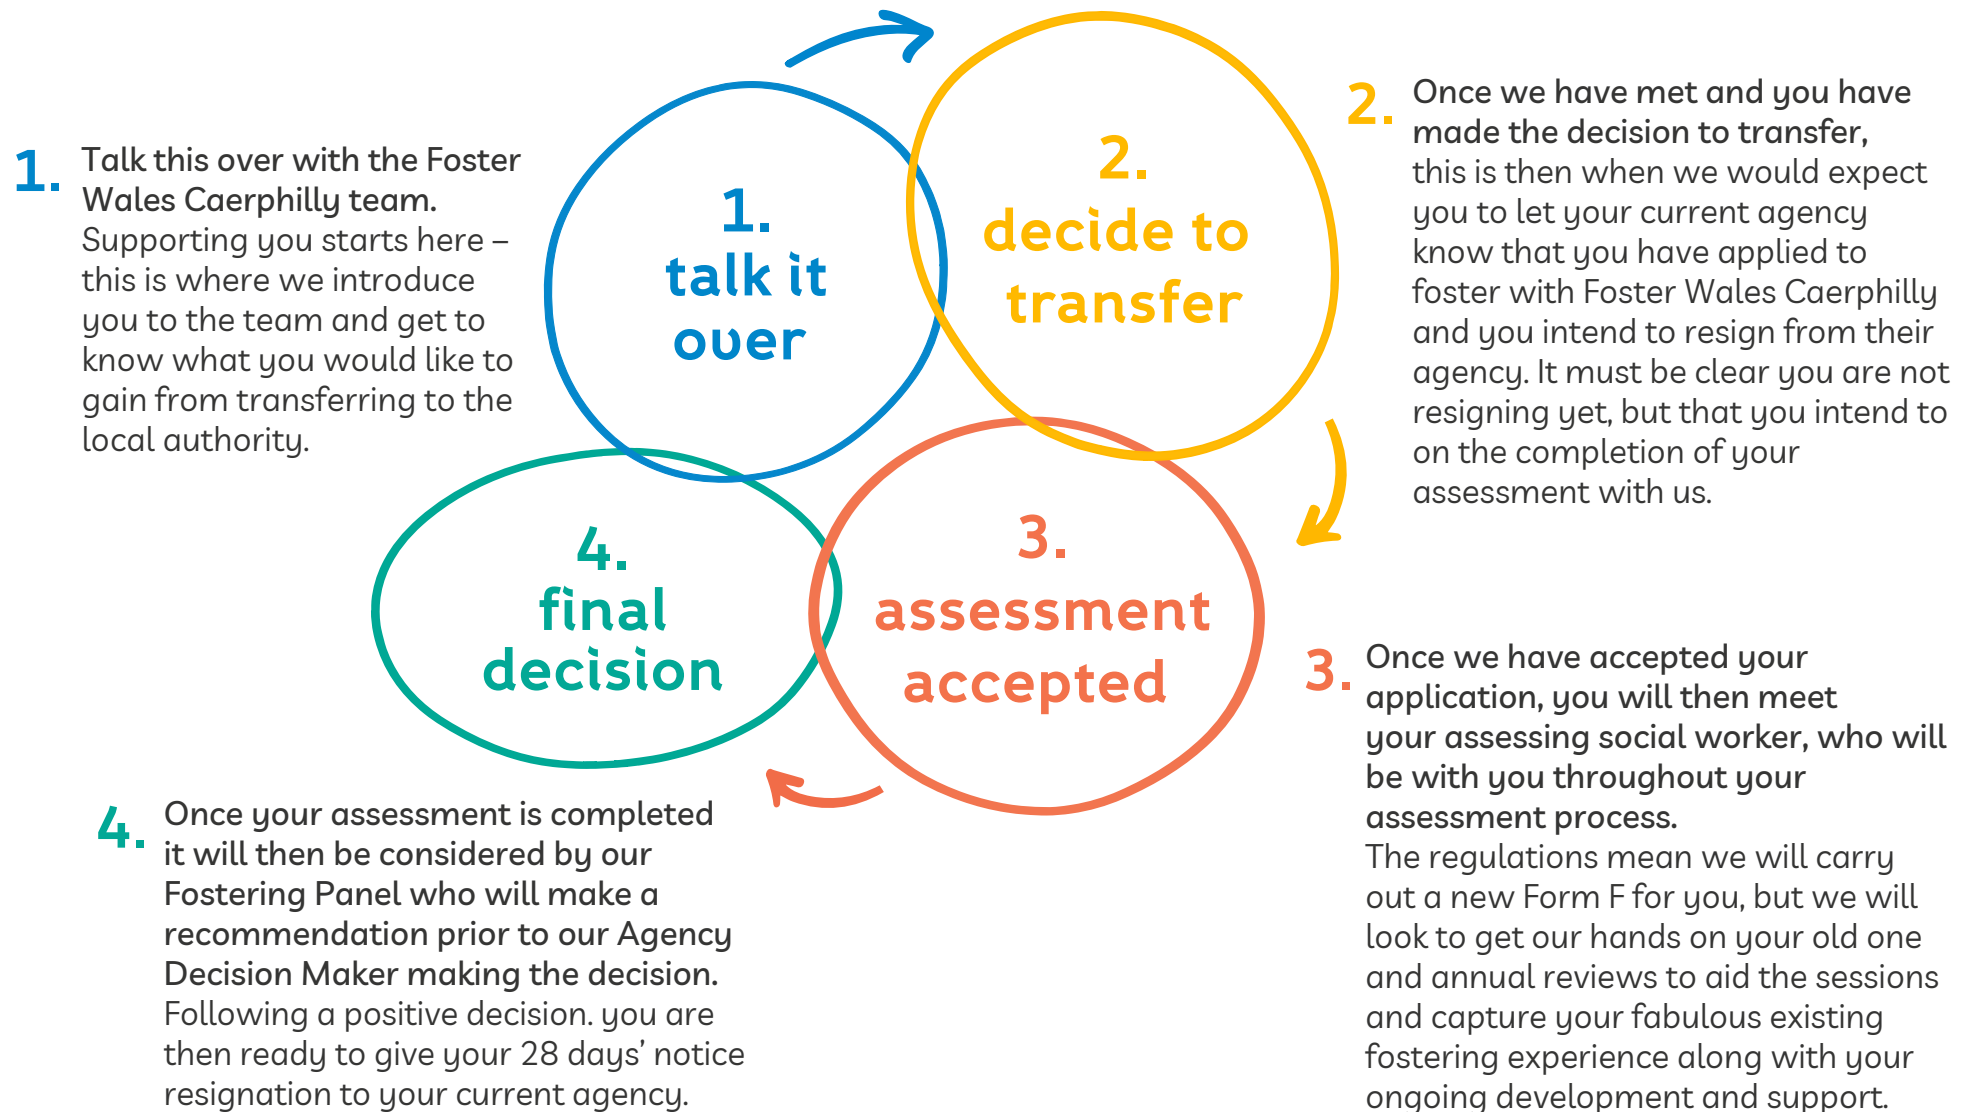 1.
Talk this over with the Foster
Wales Caerphilly team.
Supporting you starts here –
this is where we introduce
you to the team and get to
know what you would like to
gain from transferring to the
local authority.
1.
talk it
over
2.
decide to
transfer
2.
Once we have met and you have
made the decision to transfer,
this is then when we would expect
you to let your current agency
know that you have applied to
foster with Foster Wales Caerphilly
and you intend to resign from their
agency. It must be clear you are not
resigning yet, but that you intend to
on the completion of your
assessment with us.
3.
assessment
accepted
3.
Once we have accepted your
application, you will then meet
your assessing social worker, who will
be with you throughout your
assessment process.
The regulations mean we will carry
out a new Form F for you, but we will
look to get our hands on your old one
and annual reviews to aid the sessions
and capture your fabulous existing
fostering experience along with your
ongoing development and support.
4.
final
decision
4.
Once your assessment is completed
it will then be considered by our
Fostering Panel who will make a
recommendation prior to our Agency
Decision Maker making the decision.
Following a positive decision. you are
then ready to give your 28 days’ notice
resignation to your current agency.